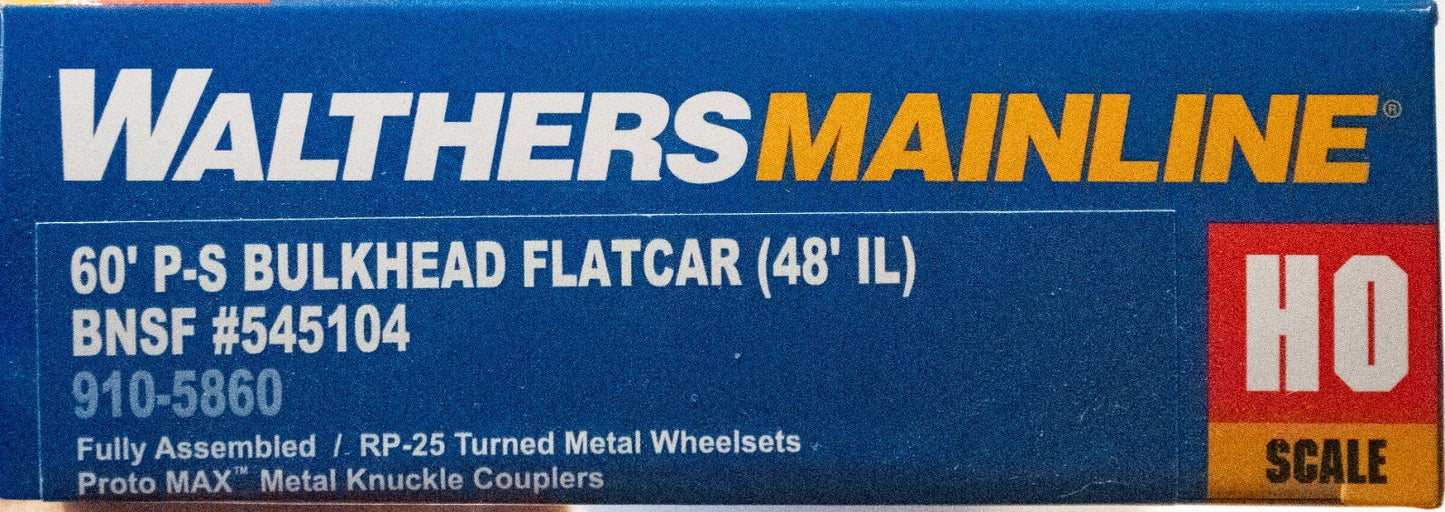 WALTHERSMAINLINE®
60' P-S BULKHEAD FLATCAR (48' IL)
BNSF #545104
910-5860
Fully Assembled / RP-25 Turned Metal Wheelsets
Proto MAX™ Metal Knuckle Couplers
HO
SCALE